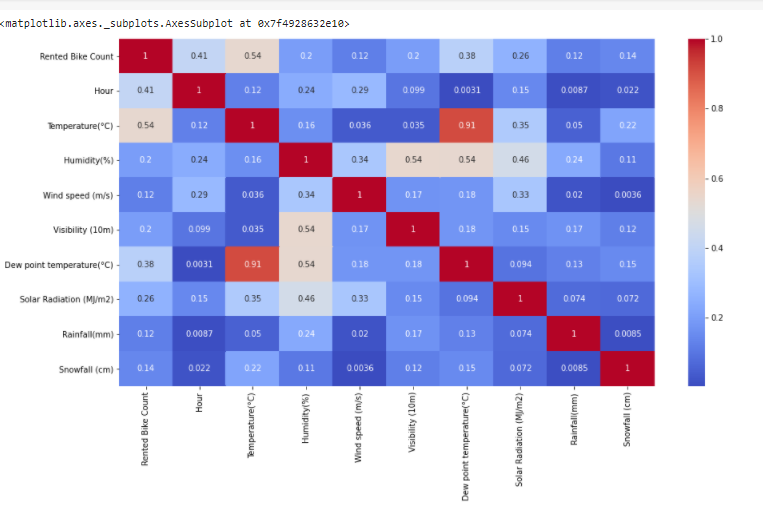 <matplotlib.axes._subplots.AxesSubplot at 0x7f4928632e10>
Rented Bike Count 1 0.41 0.54 0.2 0.12 0.2 0.38 0.26 0.12 0.14
Hour 0.41 1 0.12 0.24 0.29 0.099 0.0031 0.15 0.0087 0.022
Temperature(°C) 0.54 0.12 1 0.16 0.036 0.035 0.91 0.35 0.05 0.22
Humidity(%) 0.2 0.24 0.16 1 0.34 0.54 0.54 0.46 0.24 0.11
Wind speed (m/s) 0.12 0.29 0.036 0.34 1 0.17 0.18 0.33 0.02 0.0036
Visibility (10m) 0.2 0.099 0.035 0.54 0.17 1 0.18 0.15 0.17 0.12
Dew point temperature(°C) 0.38 0.0031 0.91 0.54 0.18 0.18 1 0.094 0.13 0.15
Solar Radiation (MJ/m2) 0.26 0.15 0.35 0.46 0.33 0.15 0.094 1 0.074 0.072
Rainfall(mm) 0.12 0.0087 0.05 0.24 0.02 0.17 0.13 0.074 1 0.0085
Snowfall (cm) 0.14 0.022 0.22 0.11 0.0036 0.12 0.15 0.072 0.0085 1
Rented Bike Count
Hour
Temperature(°C)
Humidity(%)
Wind speed (m/s)
Visibility (10m)
Dew point temperature(°C)
Solar Radiation (MJ/m2)
Rainfall(mm)
Snowfall (cm)
1.0
0.8
0.6
0.4
0.2